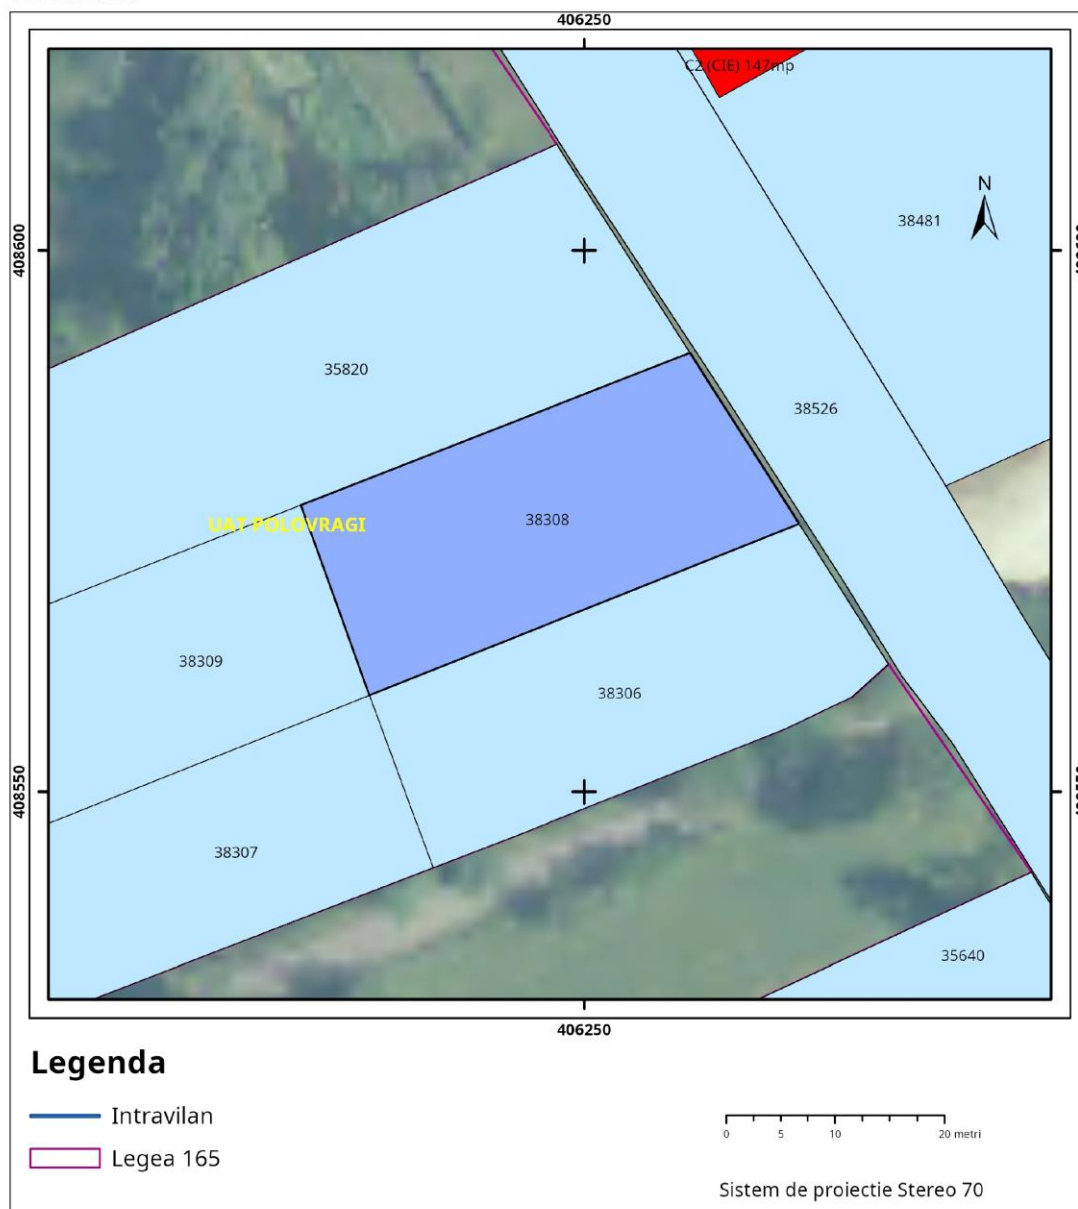 406250
C2 (CIE) 147mp
N
38481
408600
35820
38526
UAT POLOVRAGI
38308
38309
38306
408550
38307
35640
406250
Legenda
Intravilan
Legea 165
0 5 10 20 metri
Sistem de proiectie Stereo 70